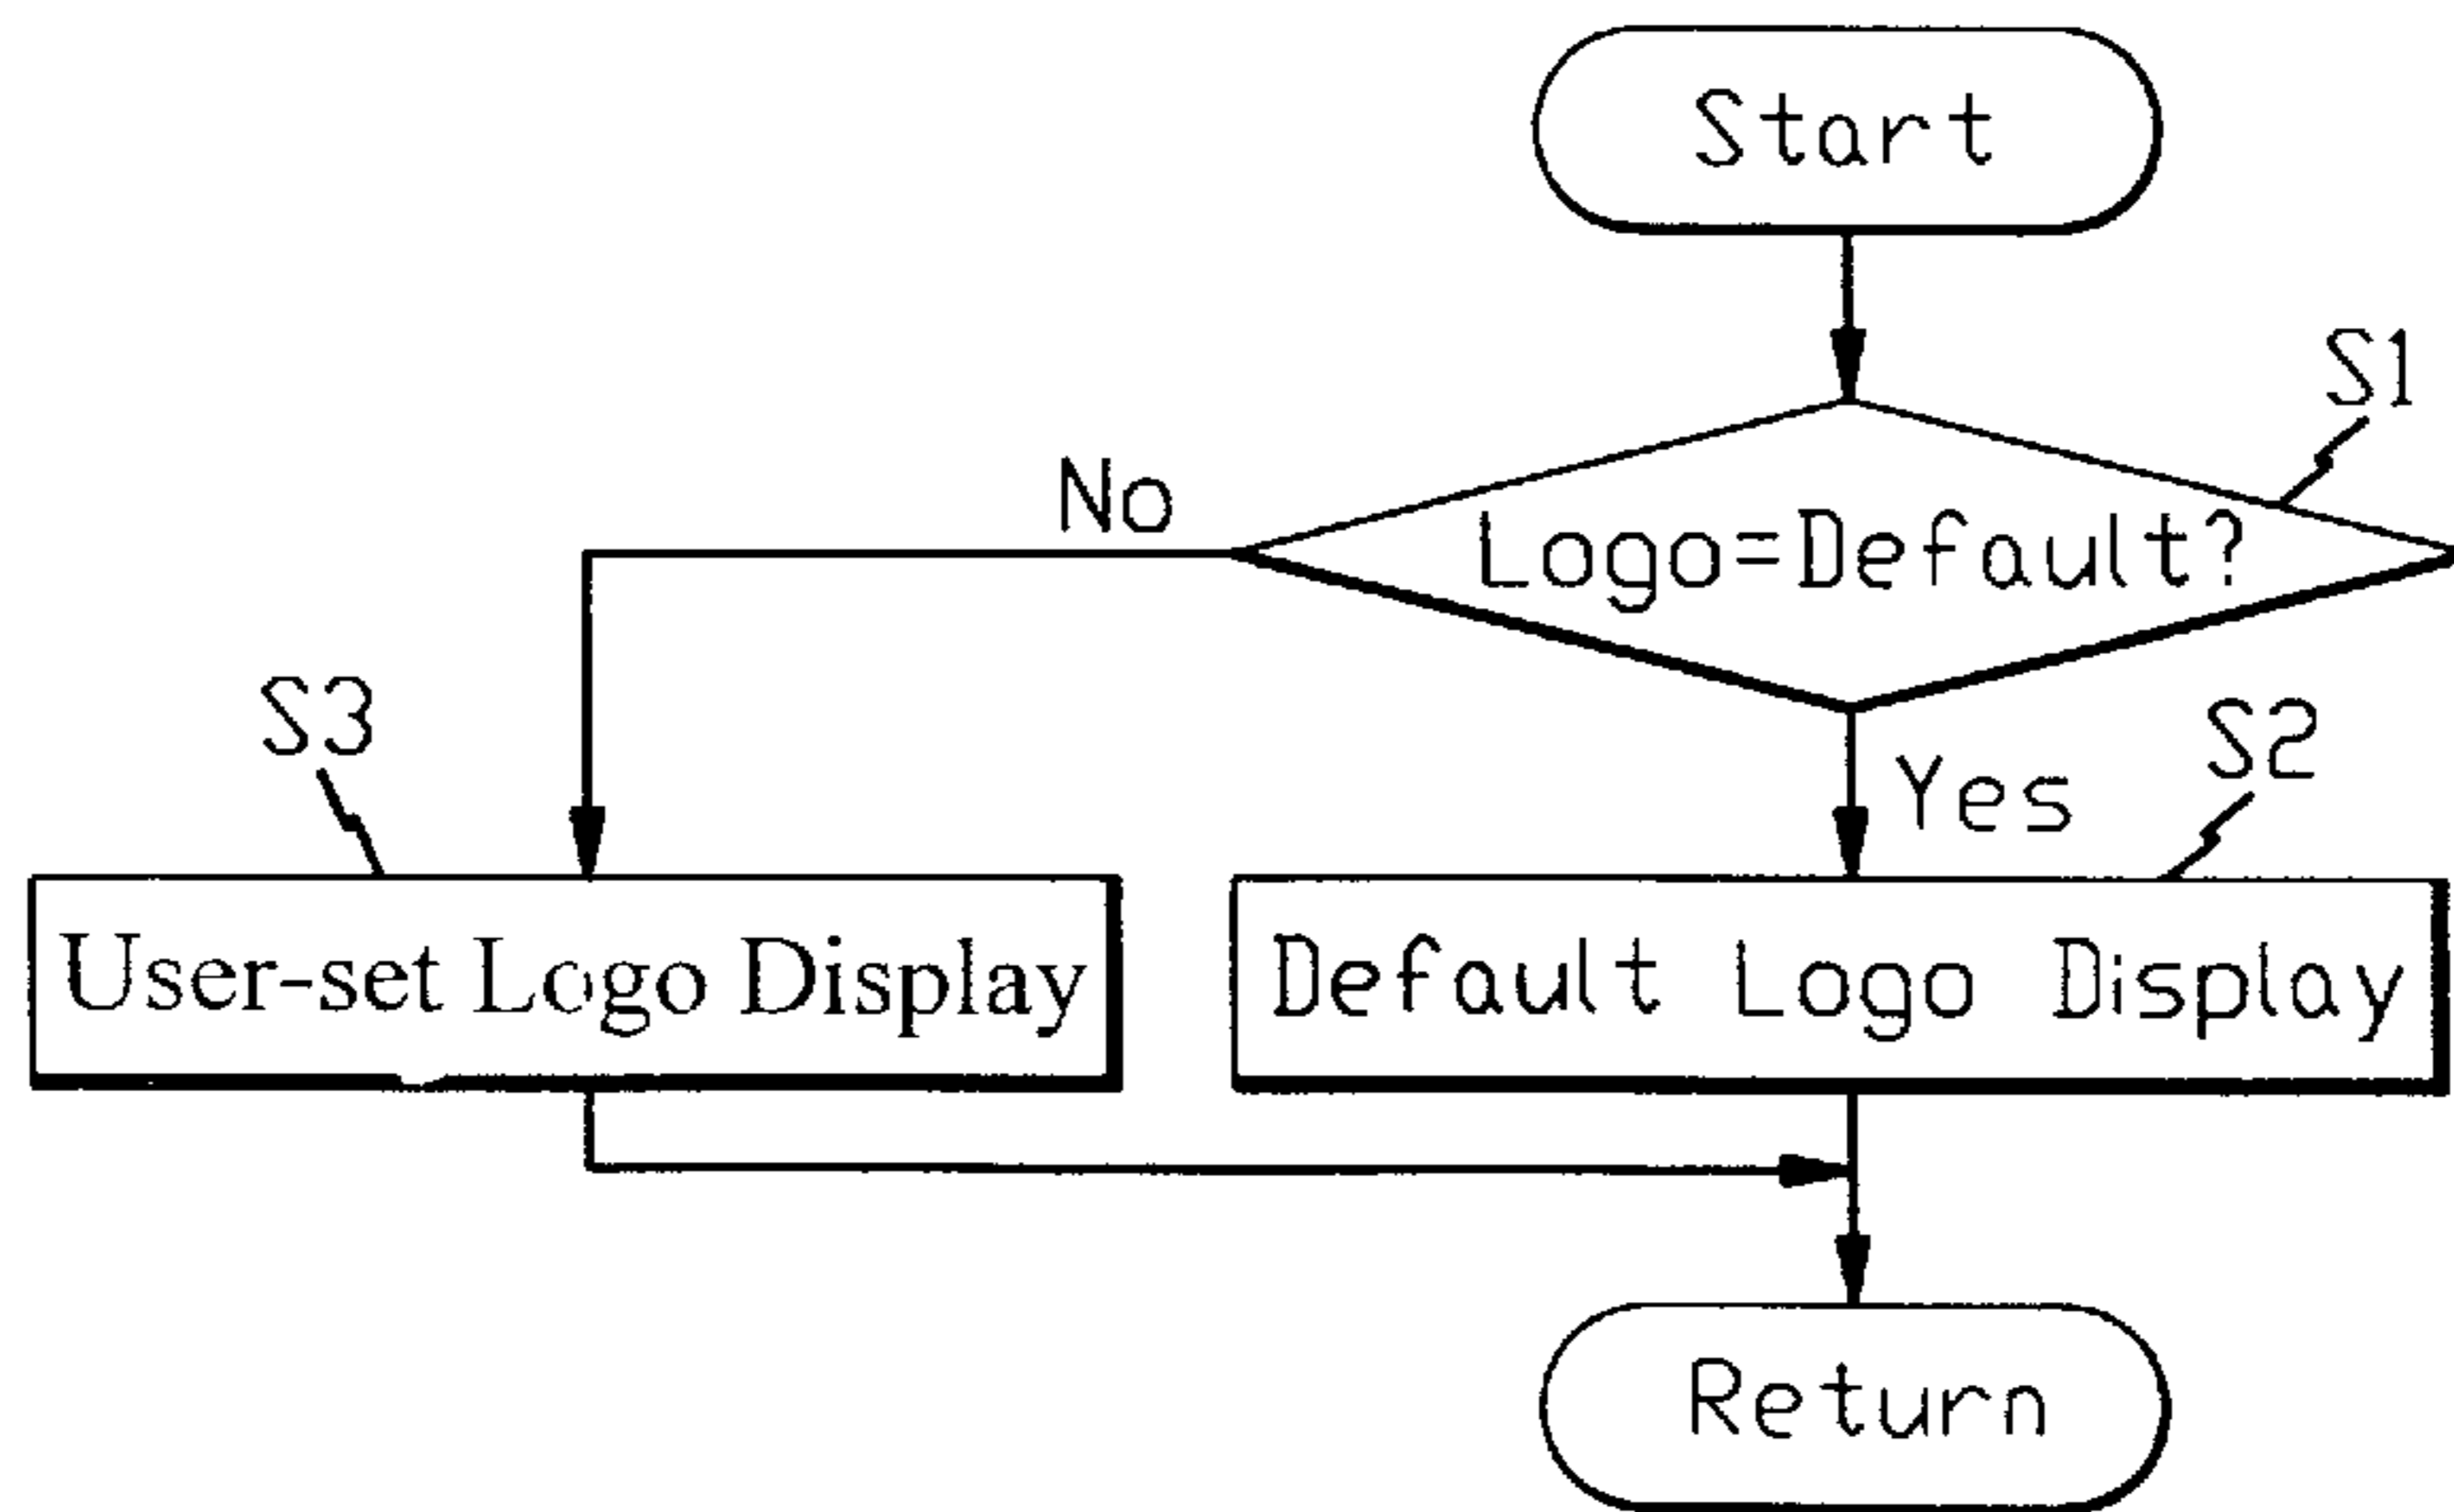 Start
S1
No
Logo=Default?
S3
S2
Yes
User-set Logo Display
Default Logo Display
Return